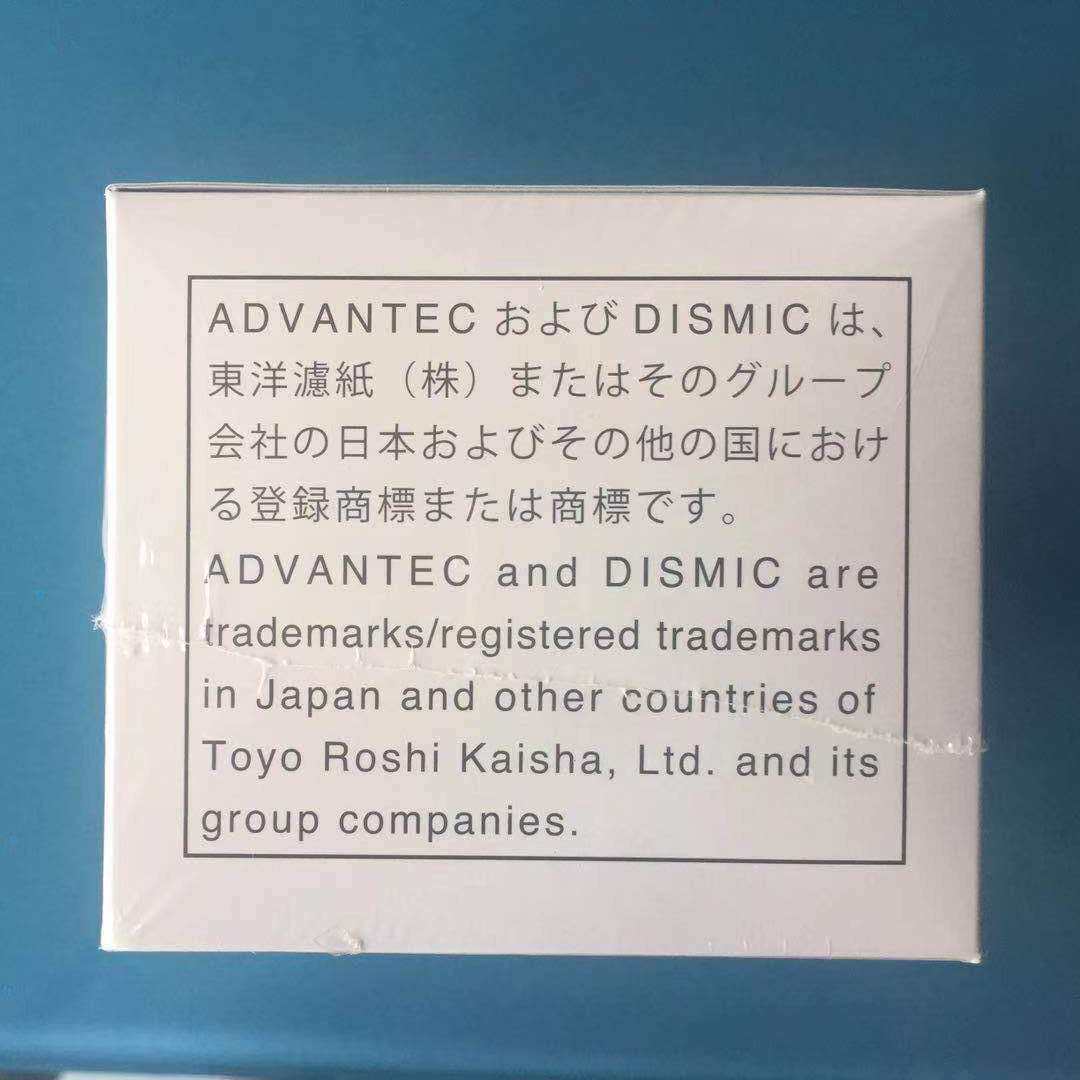 ADVANTEC および DISMIC は、
東洋濾紙（株）またはそのグループ
会社の日本およびその他の国におけ
る登録商標または商標です。
ADVANTEC and DISMIC are
trademarks/registered trademarks
in Japan and other countries of
Toyo Roshi Kaisha, Ltd. and its
group companies.